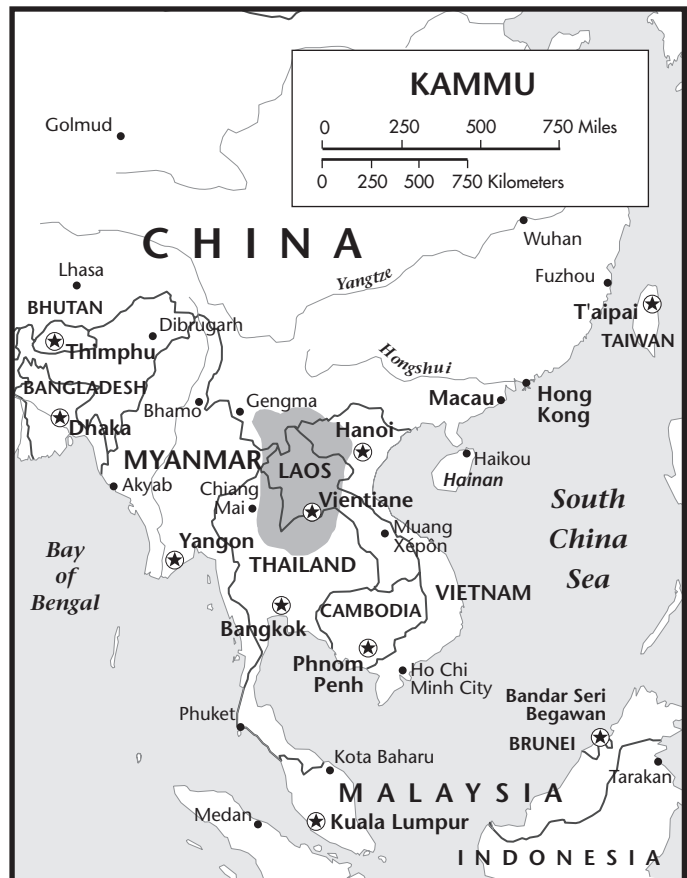 KAMMU
0 250 500 750 Miles
0 250 500 750 Kilometers
Golmud
CHINA
Wuhan
Yangtze
Lhasa
Fuzhou
BHUTAN
T'aipai
Dibrugarh
Thimphu
TAIWAN
Hongshui
BANGLADESH
Macau
Hong
Kong
Bhamo
Gengma
Dhaka
Hanoi
MYANMAR
LAOS
Haikou
Hainan
Akyab
Chiang
Mai
Vientiane
South
China
Sea
Muang
Xépôn
Yangon
Bay
of
Bengal
THAILAND
VIETNAM
CAMBODIA
Bangkok
Phnom
Penh
Ho Chi
Minh City
Bandar Seri
Begawan
Phuket
BRUNEI
Kota Baharu
Tarakan
MALAYSIA
Medan
Kuala Lumpur
INDONESIA